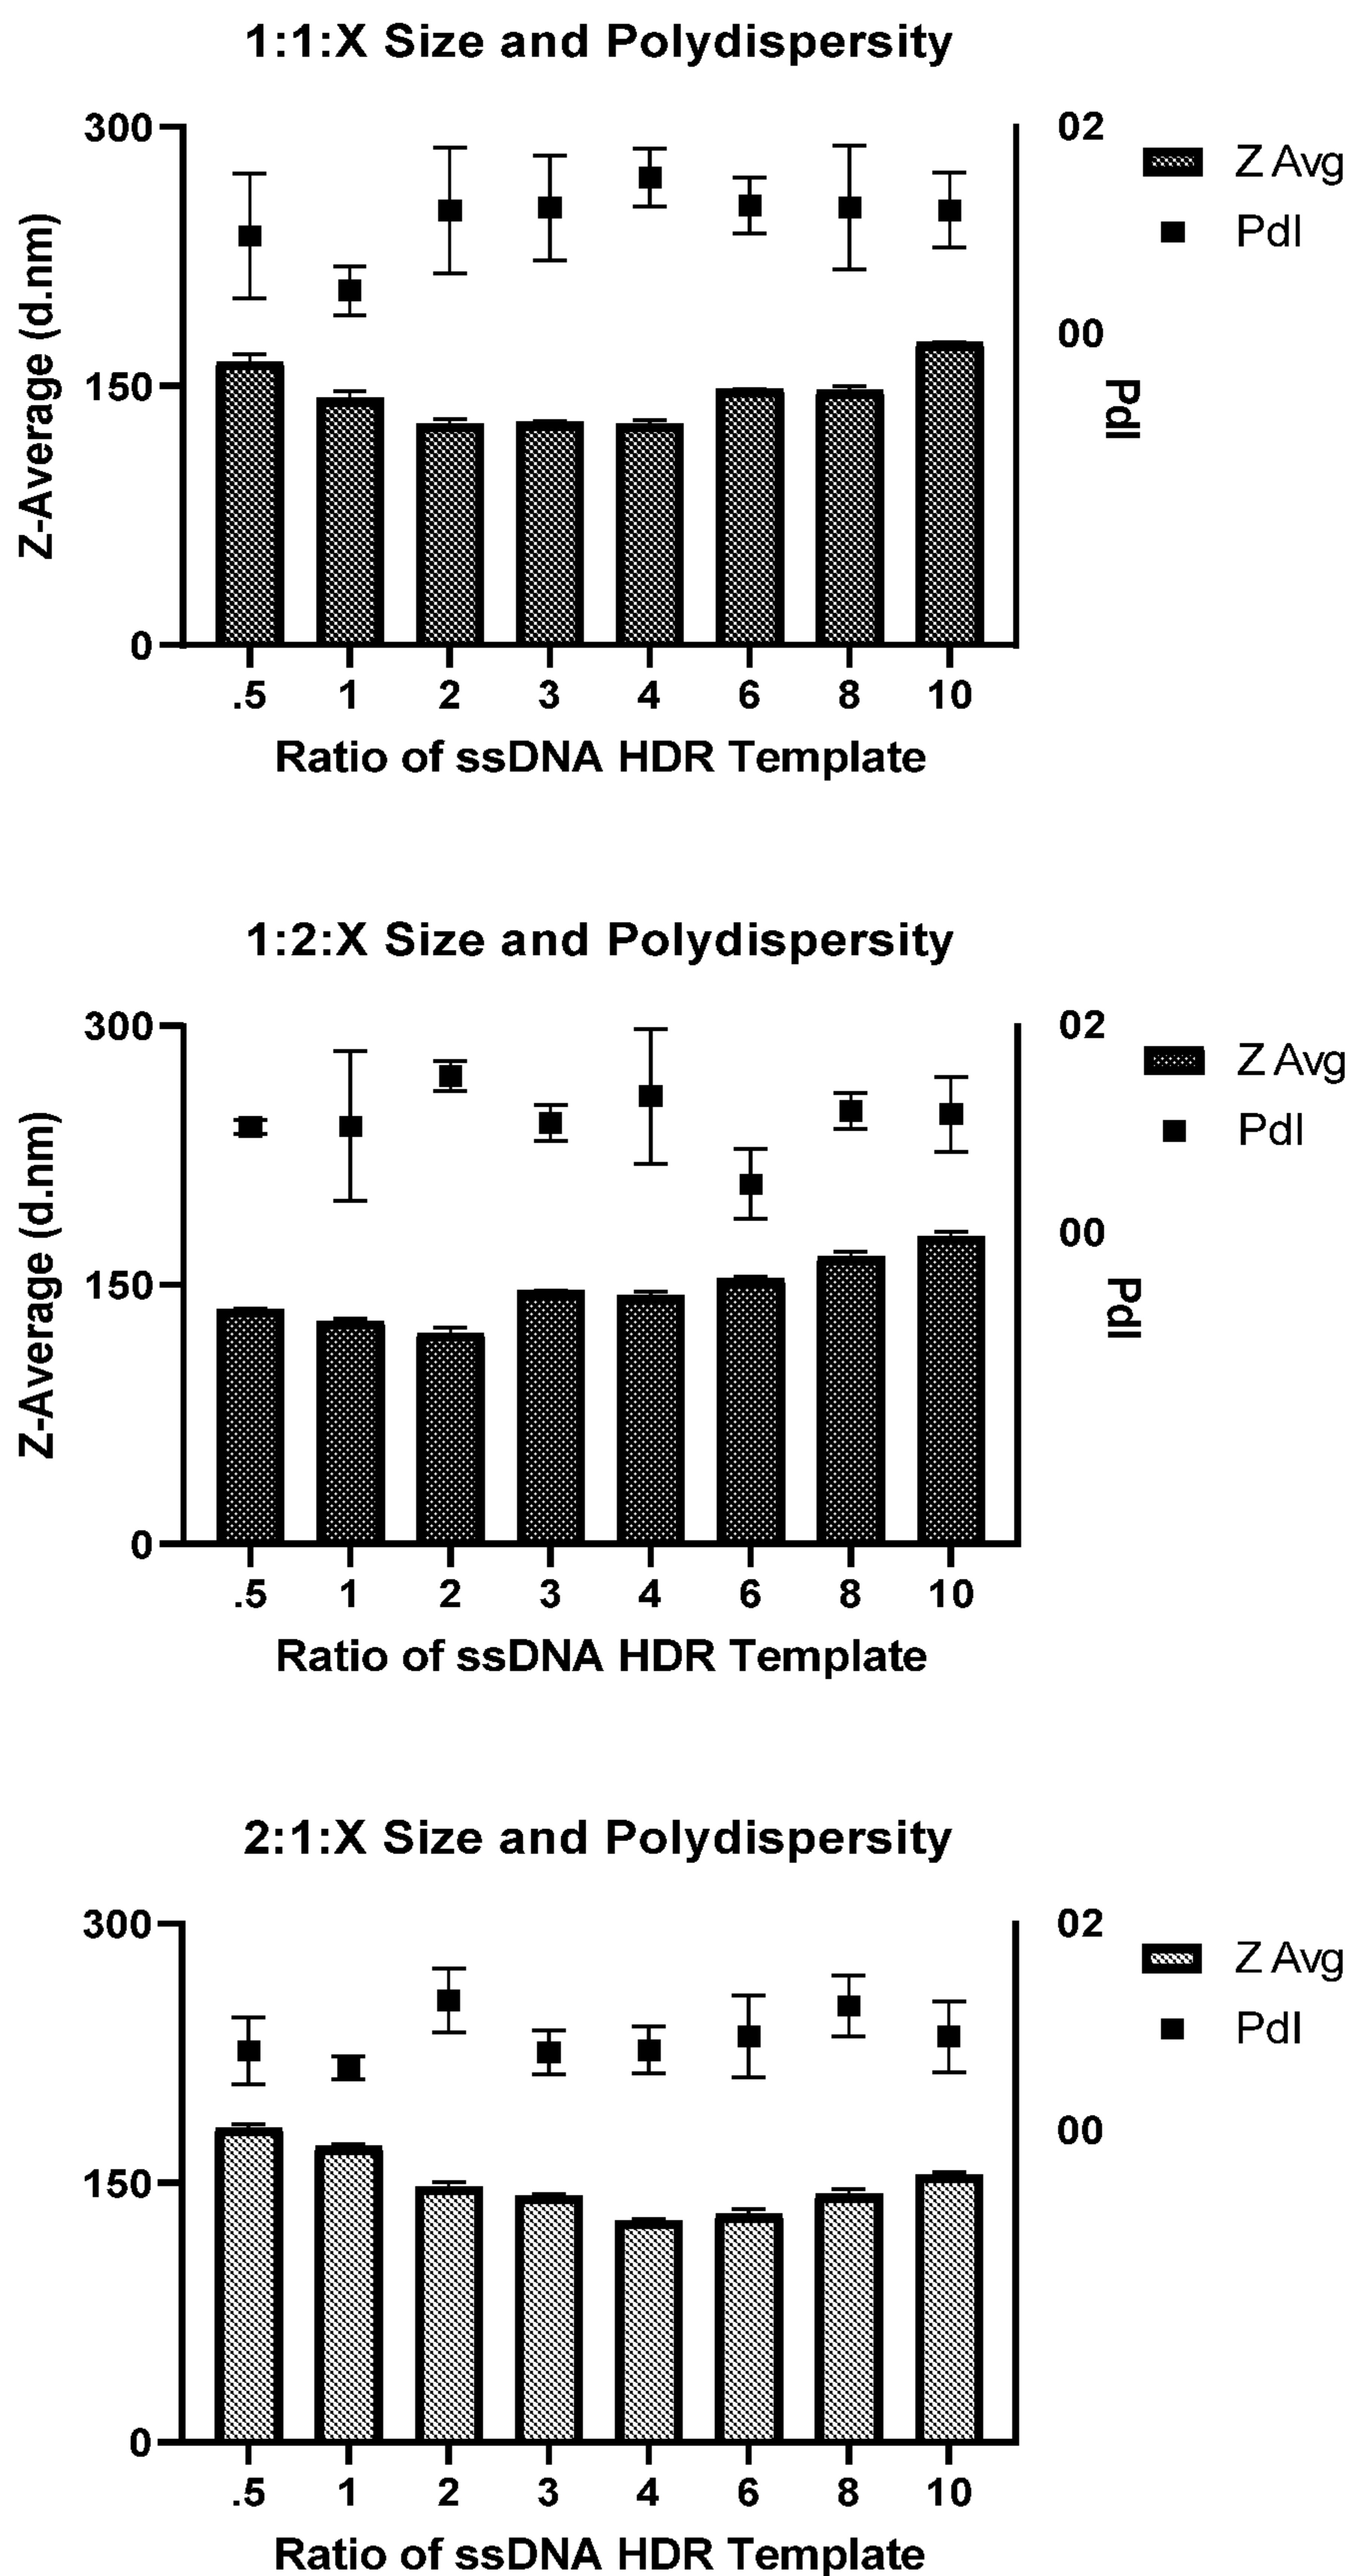 1:1:X Size and Polydispersity
300
150
0
Z-Average (d.nm)
02
00
PdI
Z Avg
PdI
.5 1 2 3 4 6 8 10
Ratio of ssDNA HDR Template
1:2:X Size and Polydispersity
300
150
0
Z-Average (d.nm)
02
00
PdI
Z Avg
PdI
.5 1 2 3 4 6 8 10
Ratio of ssDNA HDR Template
2:1:X Size and Polydispersity
300
150
0
02
00
Z Avg
PdI
.5 1 2 3 4 6 8 10
Ratio of ssDNA HDR Template